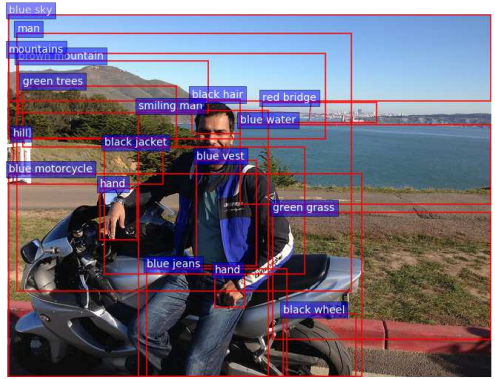 blue sky
man
mountains
brown mountain
green trees
black hair
red bridge
smiling man
blue water
hill]
black jacket
blue vest
blue motorcycle
hand
green grass
blue jeans
hand
black wheel